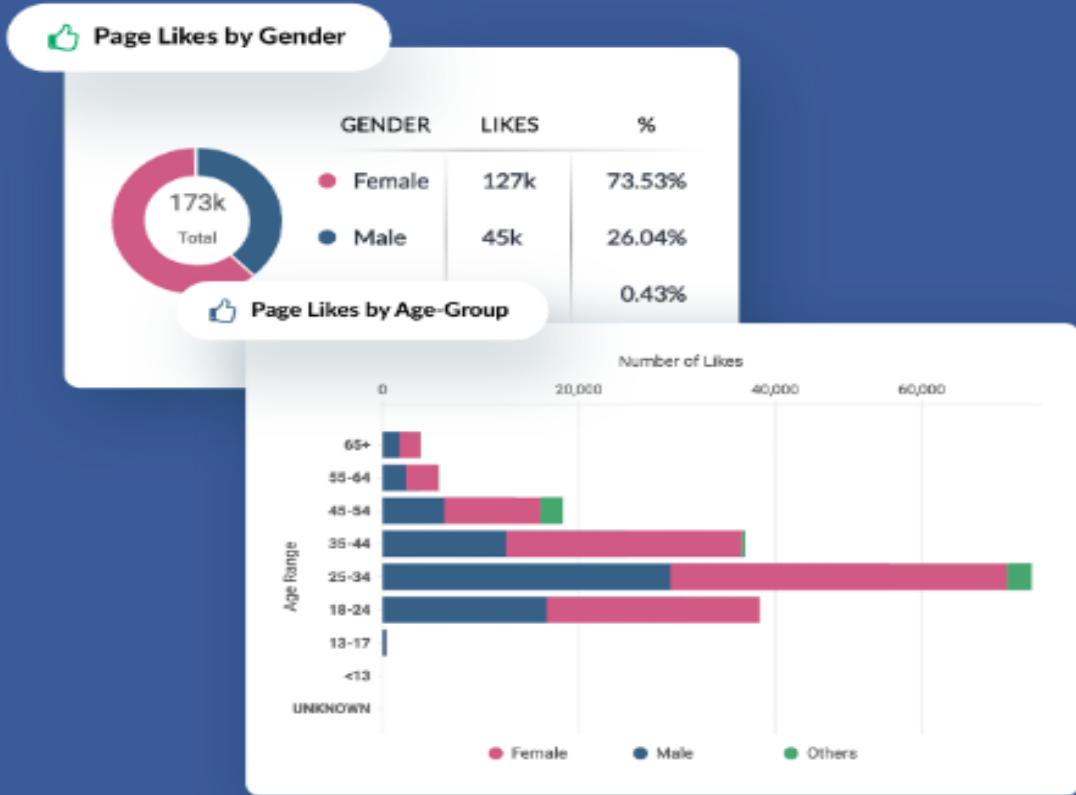 Page Likes by Gender
GENDER LIKES %
173k
Total
Female 127k 73.53%
Male 45k 26.04%
0.43%
Page Likes by Age-Group
Number of Likes
0 20,000 40,000 60,000
Age Range
65+
55-64
45-54
35-44
25-34
18-24
13-17
<13
UNKNOWN
Female Male Others